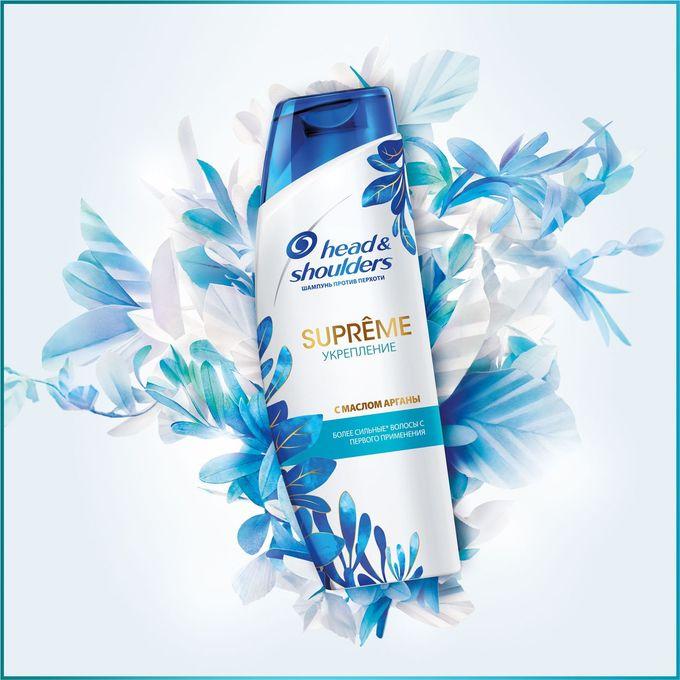 head &
shoulders
ШАМПУНЬ ПРОТИВ ПЕРХОТИ
SUPRÊME
УКРЕПЛЕНИЕ
С МАСЛОМ АРГАНЫ
БОЛЕЕ СИЛЬНЫЕ* ВОЛОСЫ С
ПЕРВОГО ПРИМЕНЕНИЯ